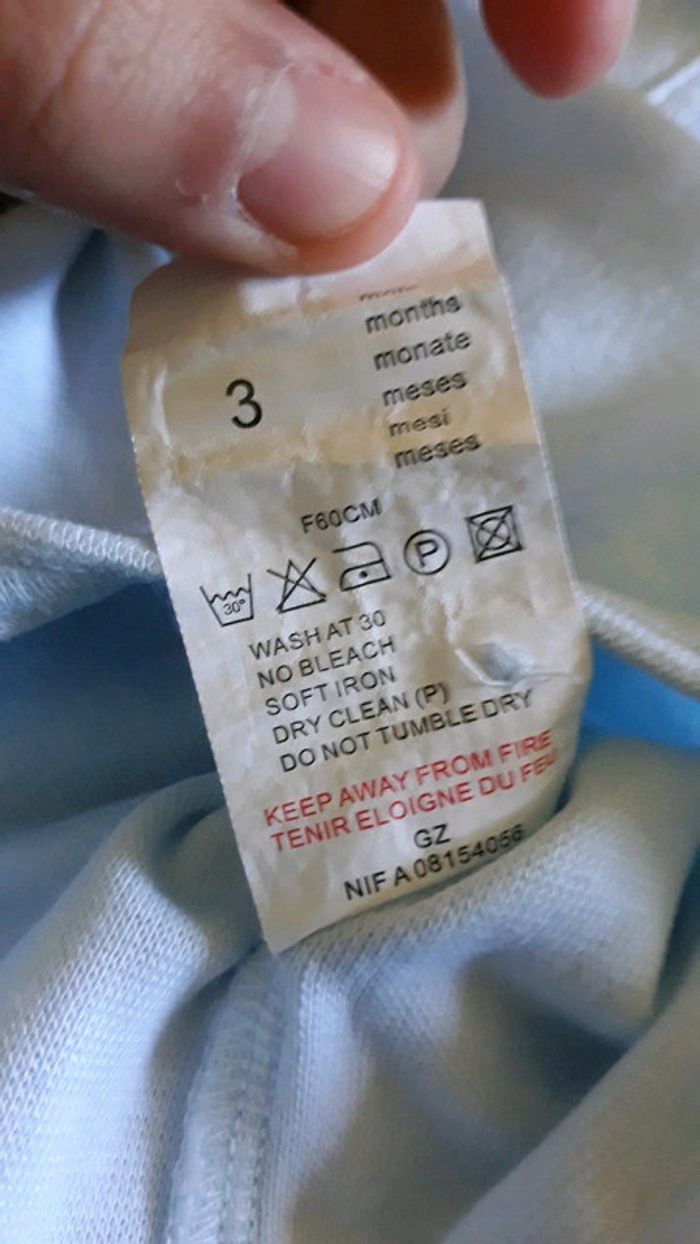 months
monate
3 meses
mesi
meses
F60CM
30° P
WASH AT 30
NO BLEACH
SOFT IRON
DRY CLEAN (P)
DO NOT TUMBLE DRY
KEEP AWAY FROM FIRE
TENIR ELOIGNE DU FEU
GZ
NIF A 08154056